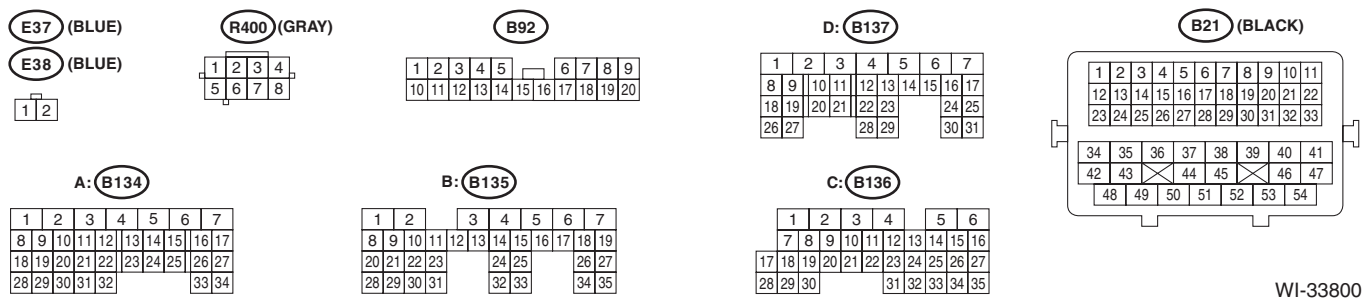 E37 (BLUE)
E38 (BLUE)
1 2
R400 (GRAY)
1 2 3 4
5 6 7 8
B92
1 2 3 4 5 6 7 8 9
10 11 12 13 14 15 16 17 18 19 20
D: B137
1 2 3 4 5 6 7
8 9 10 11 12 13 14 15 16 17
18 19 20 21 22 23 24 25
26 27 28 29 30 31
B21 (BLACK)
1 2 3 4 5 6 7 8 9 10 11
12 13 14 15 16 17 18 19 20 21 22
23 24 25 26 27 28 29 30 31 32 33
34 35 36 37 38 39 40 41
42 43 44 45 46 47
48 49 50 51 52 53 54
A: B134
1 2 3 4 5 6 7
8 9 10 11 12 13 14 15 16 17
18 19 20 21 22 23 24 25 26 27
28 29 30 31 32 33 34
B: B135
1 2 3 4 5 6 7
8 9 10 11 12 13 14 15 16 17 18 19
20 21 22 23 24 25 26 27
28 29 30 31 32 33 34 35
C: B136
1 2 3 4 5 6
7 8 9 10 11 12 13 14 15 16
17 18 19 20 21 22 23 24 25 26 27
28 29 30 31 32 33 34 35
WI-33800